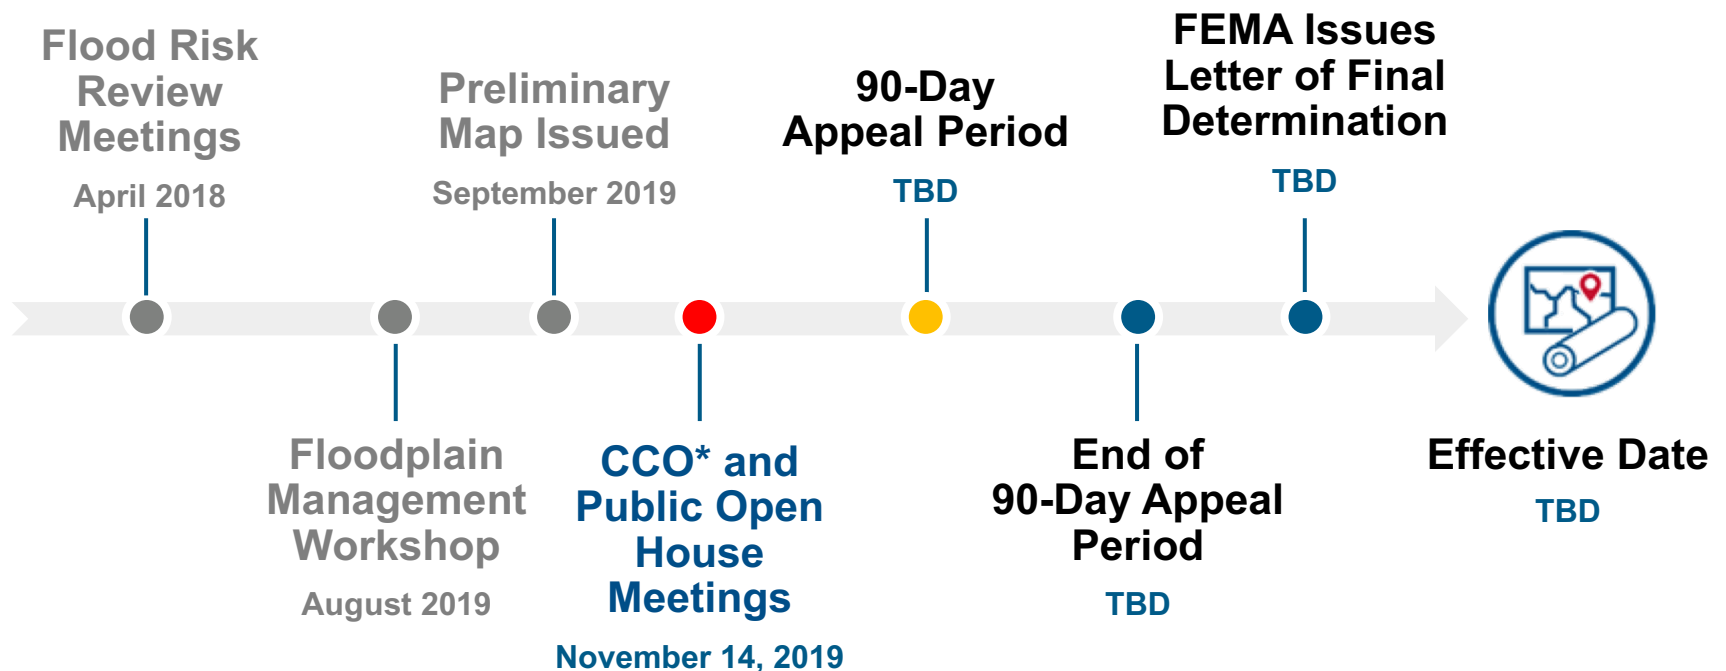 Flood Risk
Review
Meetings
April 2018
Floodplain
Management
Workshop
August 2019
Preliminary
Map Issued
September 2019
CCO* and
Public Open
House
Meetings
November 14, 2019
90-Day
Appeal Period
TBD
End of
90-Day Appeal
Period
TBD
FEMA Issues
Letter of Final
Determination
TBD
Effective Date
TBD